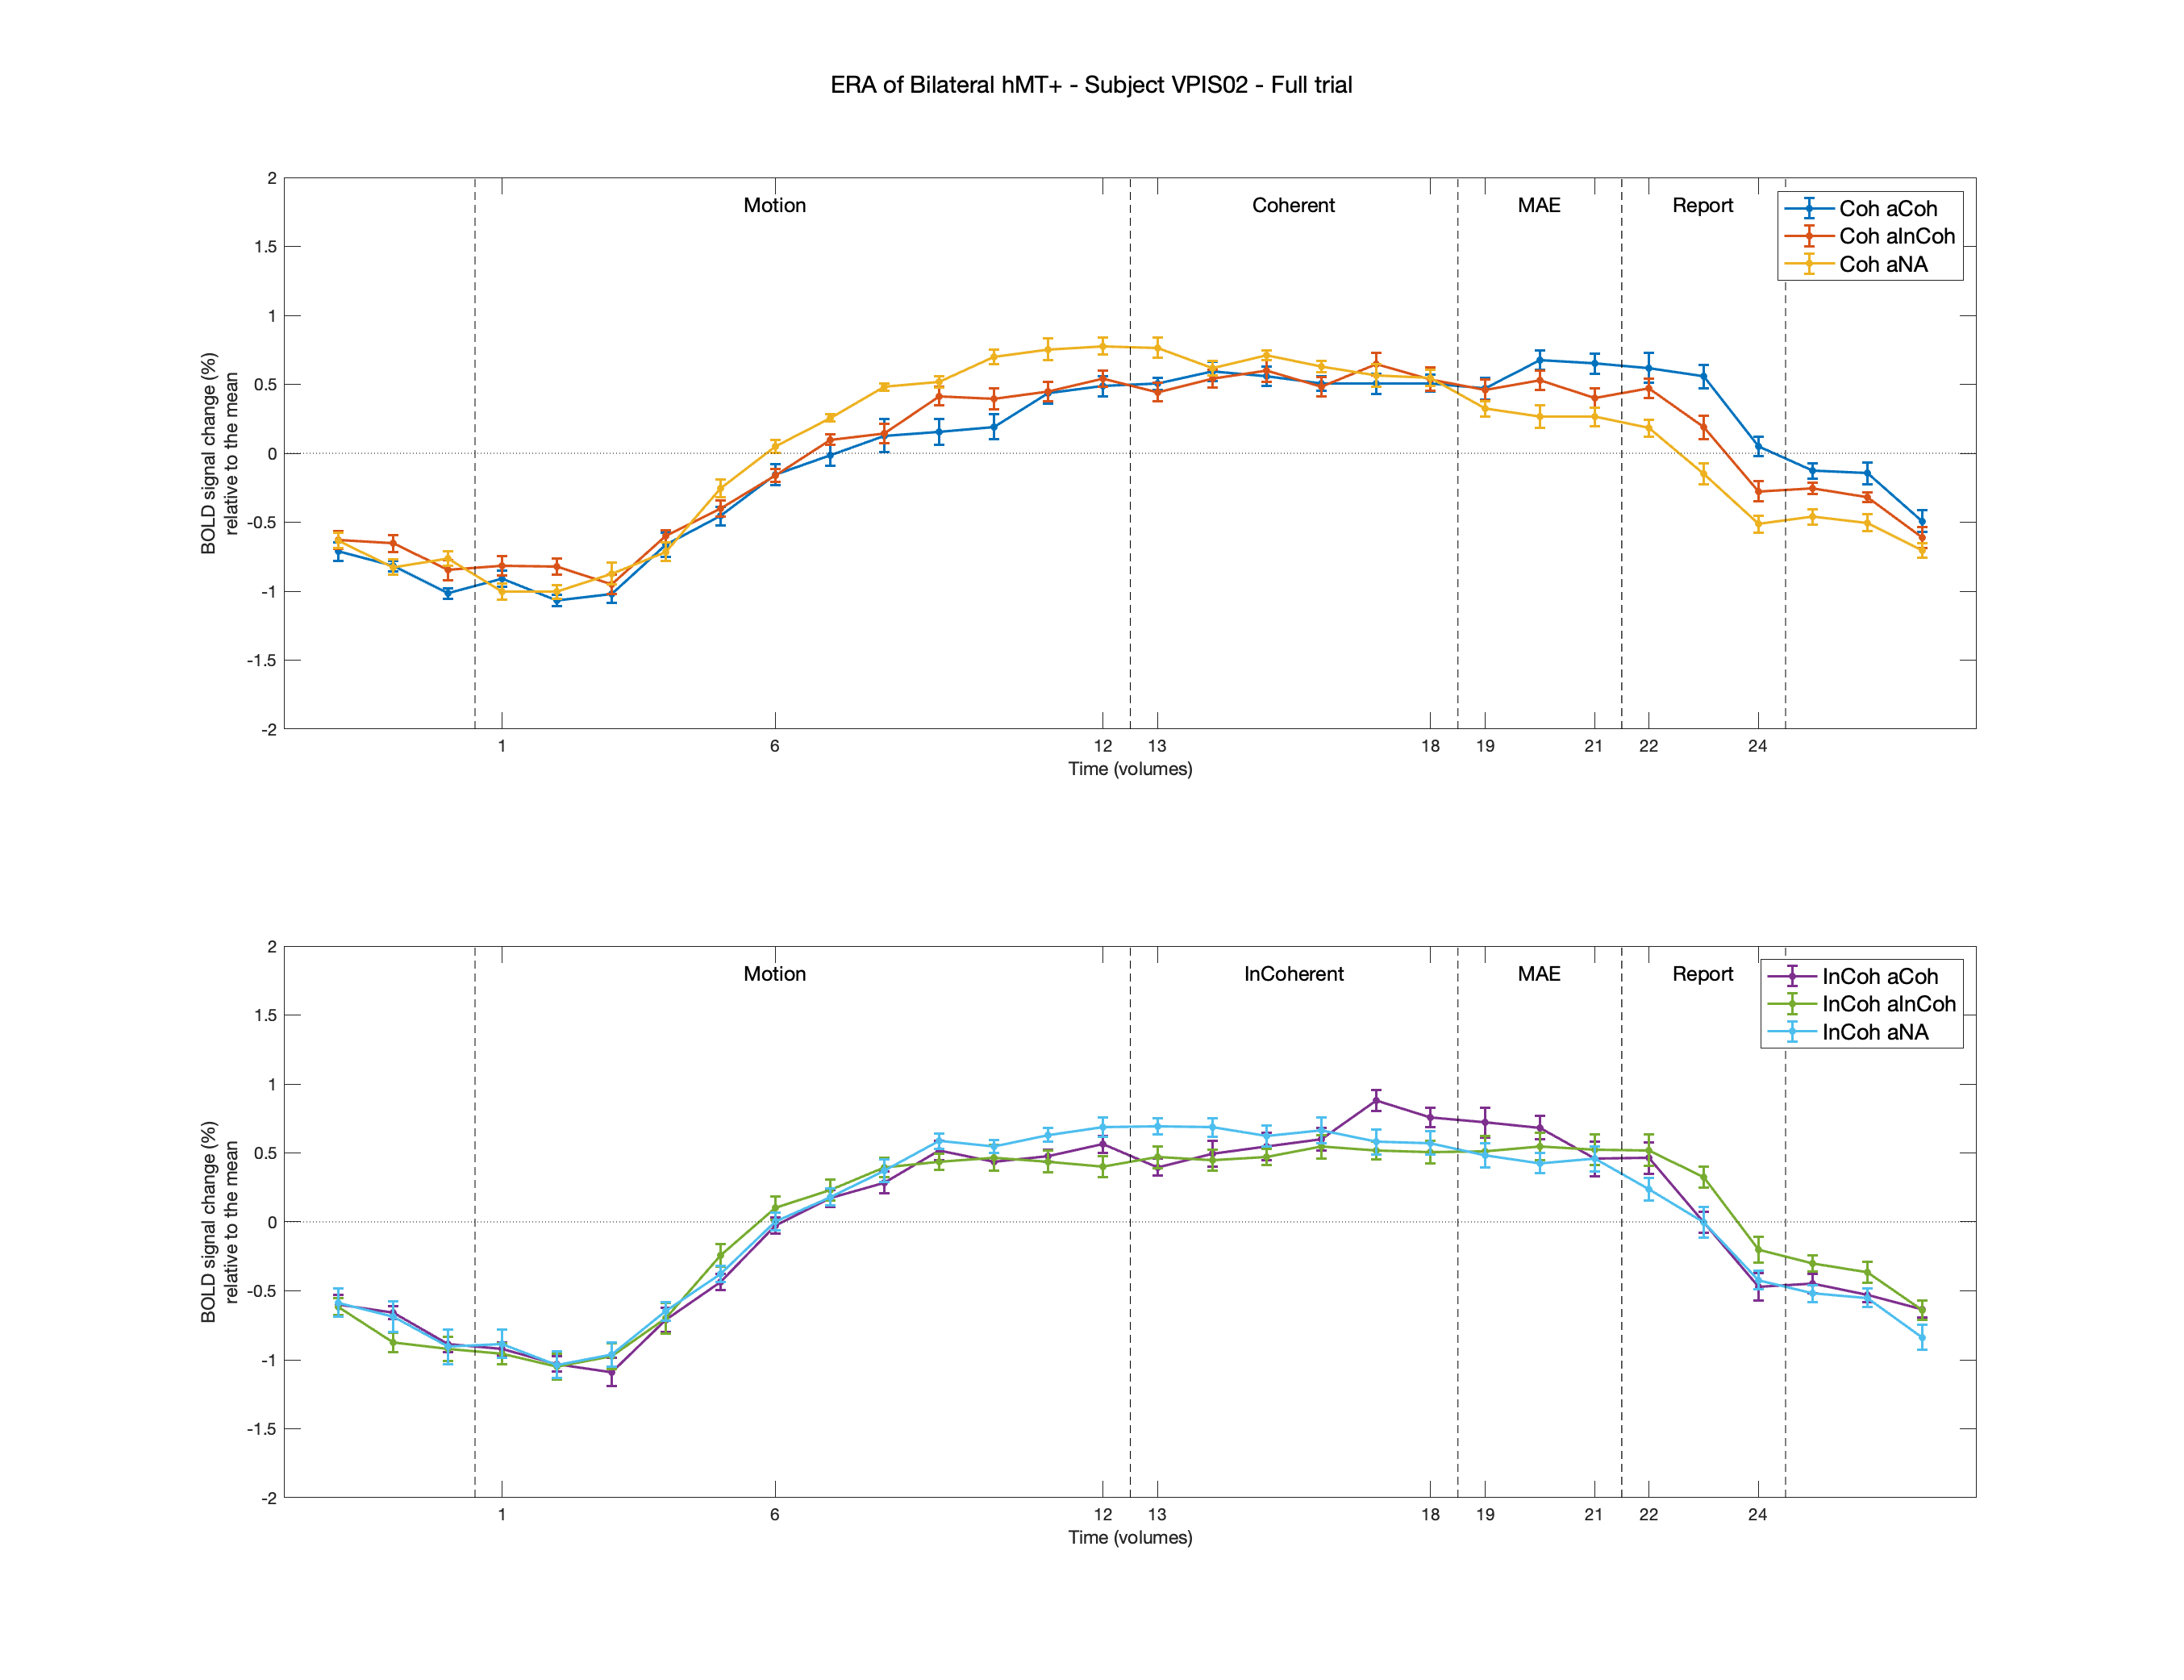 ERA of Bilateral hMT+ - Subject VPIS02 - Full trial
Motion
Coherent
MAE
Report
Coh aCoh
Coh aInCoh
Coh aNA
2
1.5
1
0.5
0
-0.5
-1
-1.5
-2
BOLD signal change (%)
relative to the mean
1
6
12
13
18
19
21
22
24
Time (volumes)
Motion
InCoherent
MAE
Report
InCoh aCoh
InCoh aInCoh
InCoh aNA
2
1.5
1
0.5
0
-0.5
-1
-1.5
-2
BOLD signal change (%)
relative to the mean
1
6
12
13
18
19
21
22
24
Time (volumes)